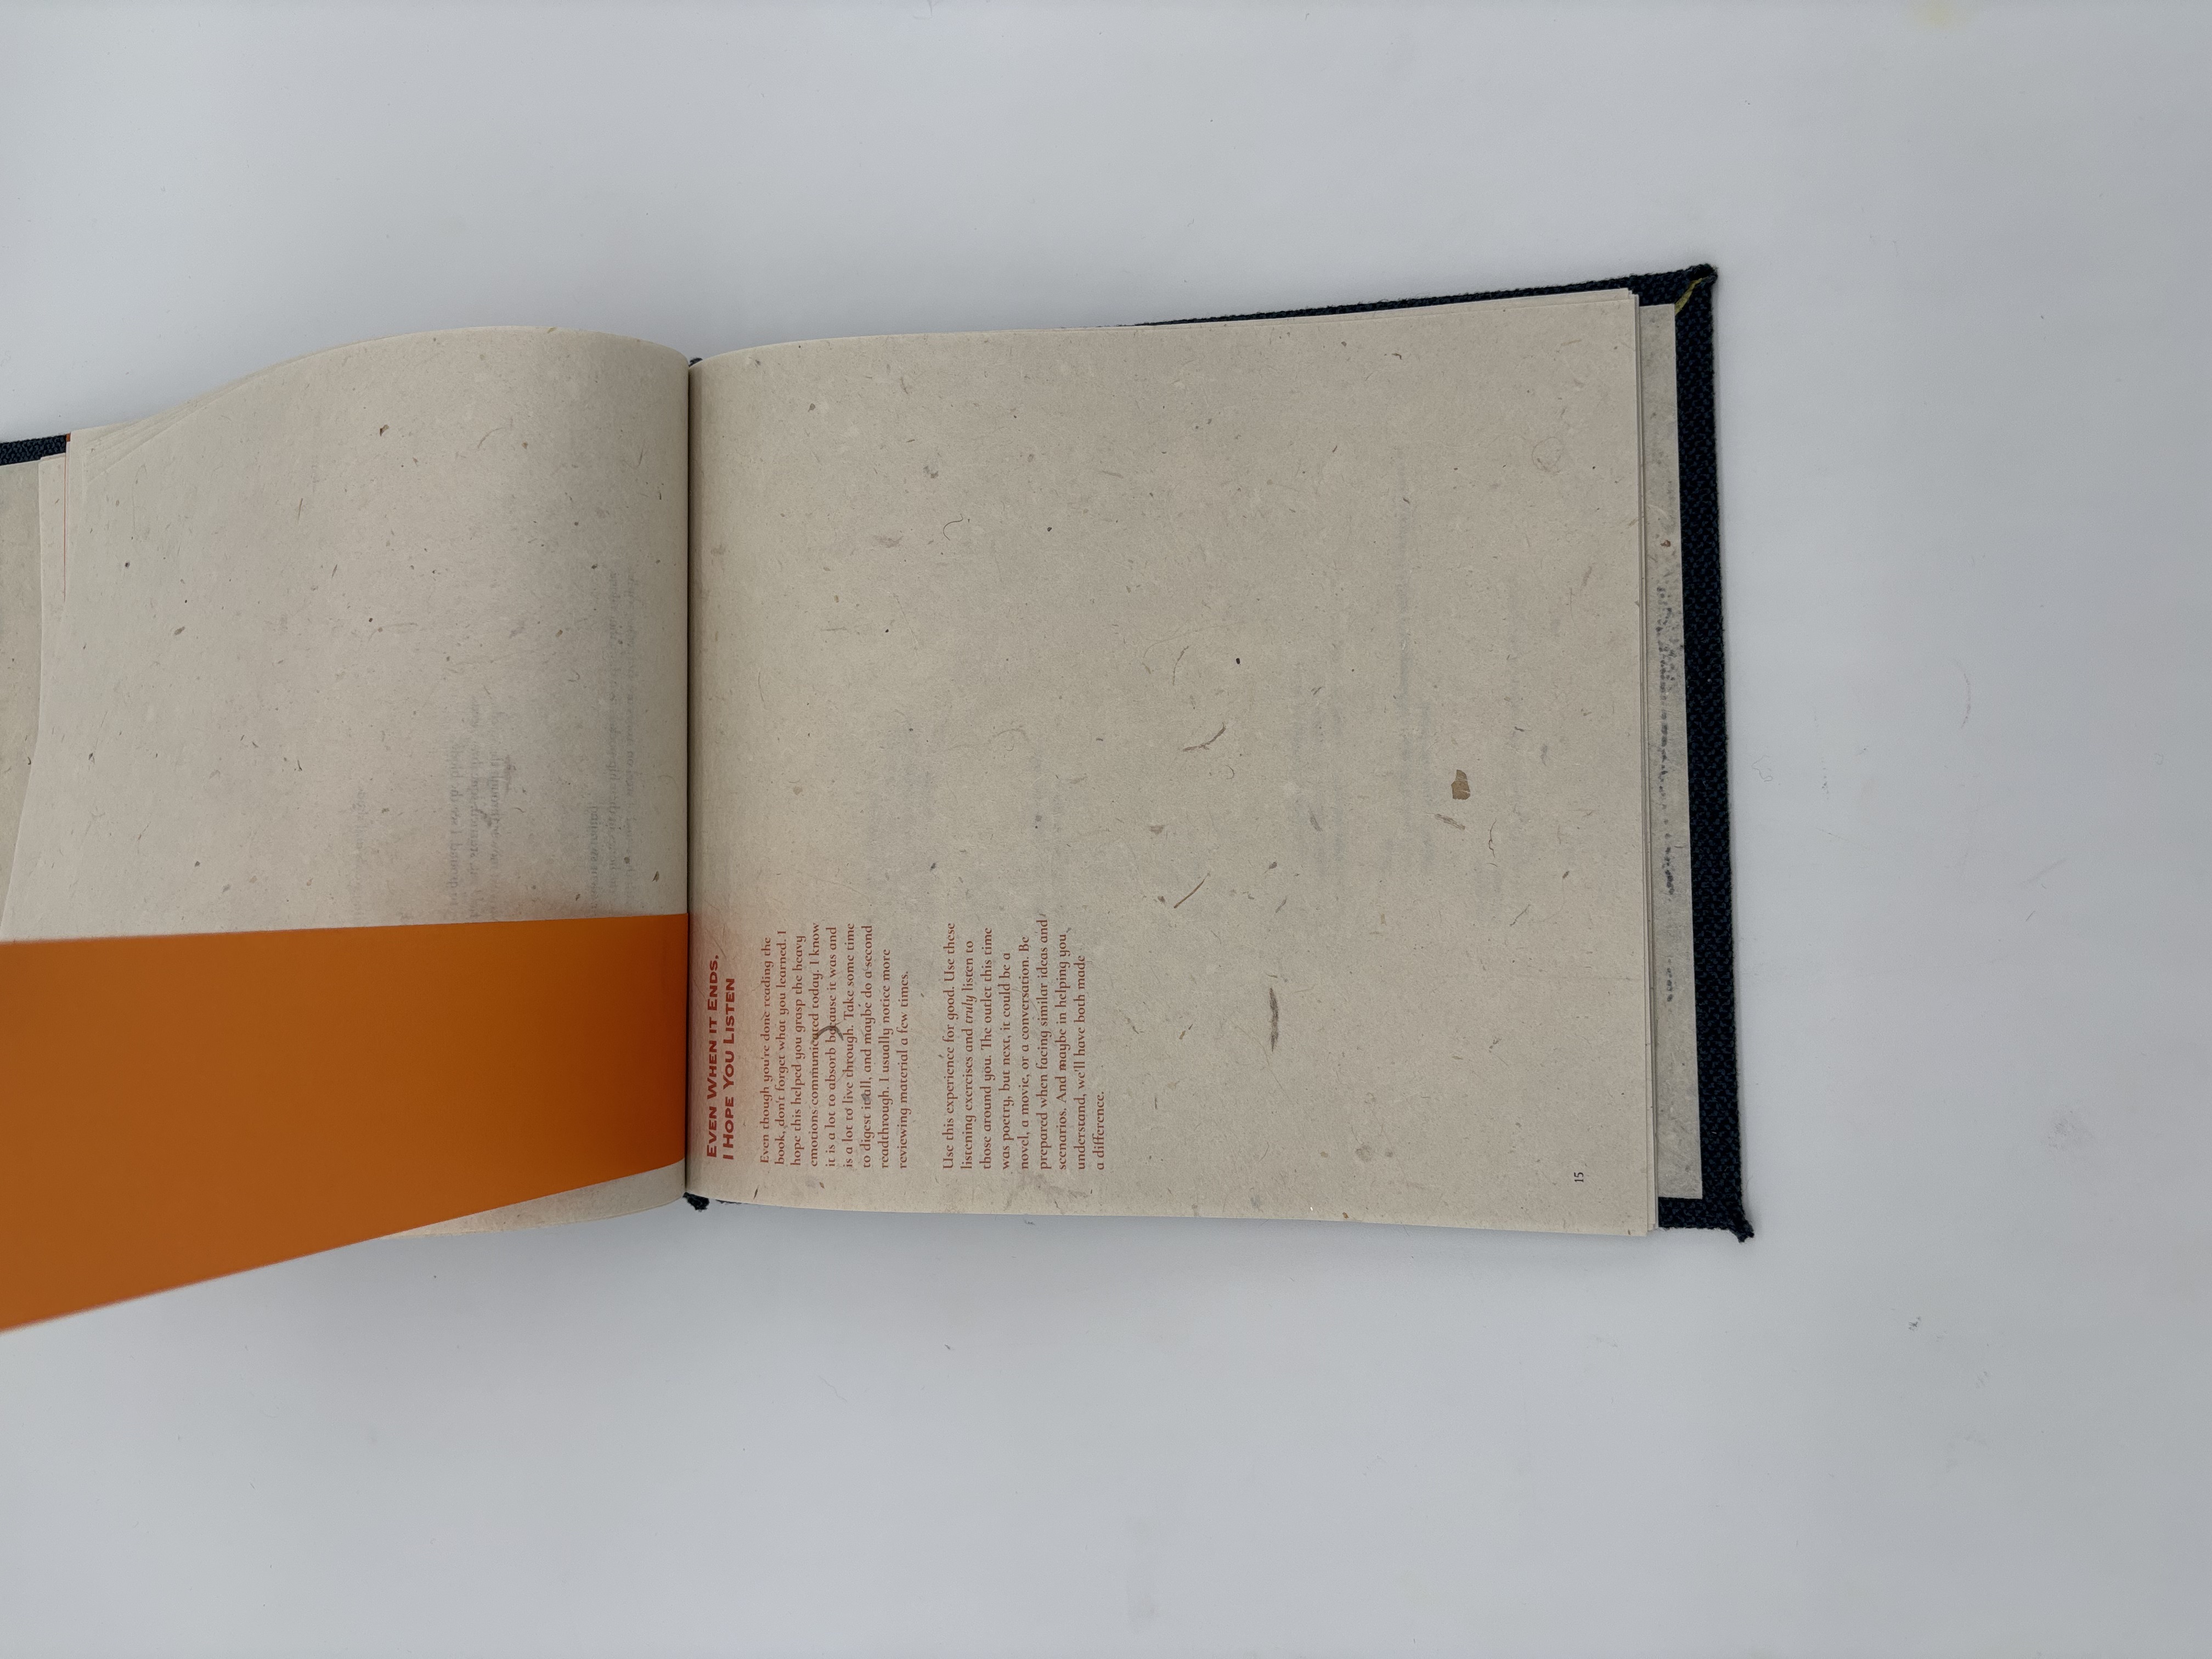 EVEN WHEN IT ENDS,
I HOPE YOU LISTEN
Even though you're done reading the
book, don't forget what you learned. I
hope this helped you grasp the heavy
emotions communicated today. I know
it is a lot to absorb because it was and
is a lot to live through. Take some time
to digest it all, and maybe do a second
readthrough. I usually notice more
reviewing material a few times.
Use this experience for good. Use these
listening exercises and truly listen to
those around you. The outlet this time
was poetry, but next, it could be a
novel, a movie, or a conversation. Be
prepared when facing similar ideas and
scenarios. And maybe in helping you
understand, we'll have both made
a difference.
15